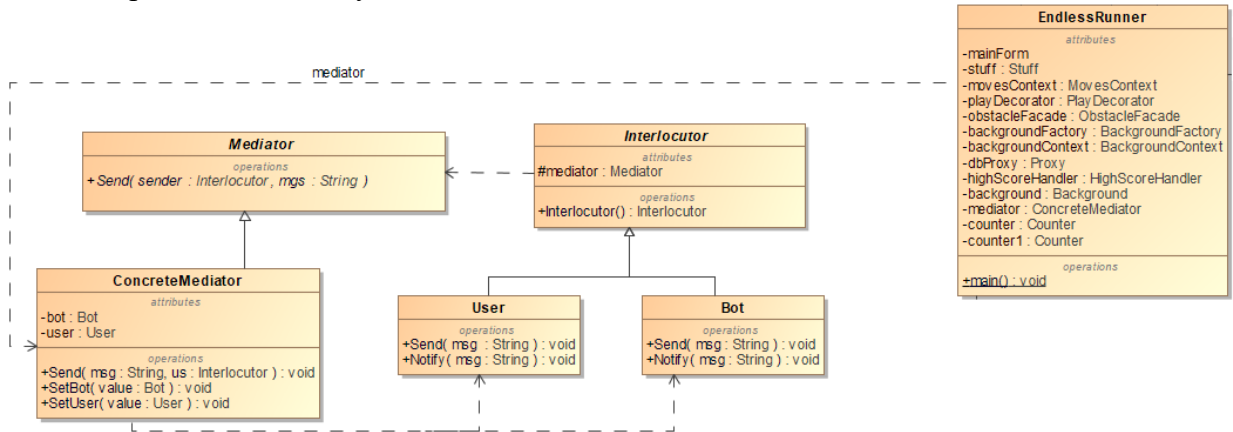 EndlessRunner
attributes
-mainForm
-stuff : Stuff
-movesContext : MovesContext
-playDecorator : PlayDecorator
-obstacleFacade : ObstacleFacade
-backgroundFactory : BackgroundFactory
-backgroundContext : BackgroundContext
-dbProxy : Proxy
-highScoreHandler : HighScoreHandler
-background : Background
-mediator : ConcreteMediator
-counter : Counter
-counter1 : Counter
operations
+main() : void
mediator
Mediator
operations
+Send( sender : Interlocutor, mgs : String )
Interlocutor
attributes
#mediator : Mediator
operations
+Interlocutor() : Interlocutor
ConcreteMediator
attributes
-bot : Bot
-user : User
operations
+Send( msg : String, us : Interlocutor ) : void
+SetBot( value : Bot ) : void
+SetUser( value : User ) : void
User
operations
+Send( msg : String ) : void
+Notify( msg : String ) : void
Bot
operations
+Send( msg : String ) : void
+Notify( msg : String ) : void